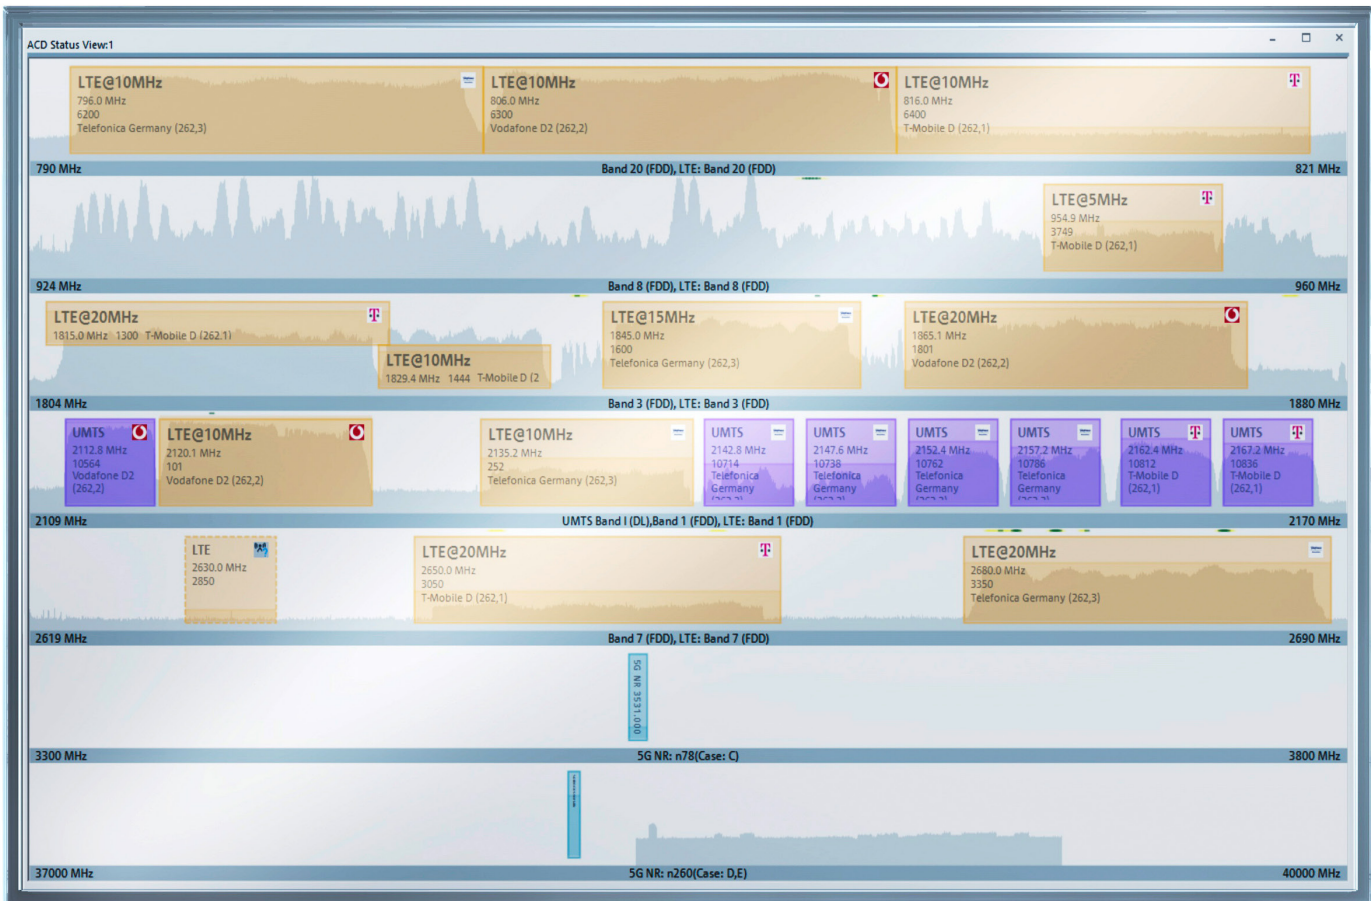 ACD Status View:1
LTE@10MHz
796.0 MHz
6200
Telefonica Germany (262,3)
LTE@10MHz
806.0 MHz
6300
Vodafone D2 (262,2)
LTE@10MHz
816.0 MHz
6400
T-Mobile D (262,1)
790 MHz Band 20 (FDD), LTE: Band 20 (FDD) 821 MHz
LTE@5MHz
954.9 MHz
3749
T-Mobile D (262,1)
924 MHz Band 8 (FDD), LTE: Band 8 (FDD) 960 MHz
LTE@20MHz
1815.0 MHz 1300 T-Mobile D (262,1)
LTE@10MHz
1829.4 MHz 1444 T-Mobile D (2
LTE@15MHz
1845.0 MHz
1600
Telefonica Germany (262,3)
LTE@20MHz
1865.1 MHz
1801
Vodafone D2 (262,2)
1804 MHz Band 3 (FDD), LTE: Band 3 (FDD) 1880 MHz
UMTS
2112.8 MHz
10564
Vodafone D2
(262,2)
LTE@10MHz
2120.1 MHz
101
Vodafone D2 (262,2)
LTE@10MHz
2135.2 MHz
252
Telefonica Germany (262,3)
UMTS
2142.8 MHz
10714
Telefonica
Germany
UMTS
2147.6 MHz
10738
Telefonica
Germany
UMTS
2152.4 MHz
10762
Telefonica
Germany
UMTS
2157.2 MHz
10786
Telefonica
Germany
UMTS
2162.4 MHz
10812
T-Mobile D
(262,1)
UMTS
2167.2 MHz
10836
T-Mobile D
(262,1)
2109 MHz UMTS Band I (DL),Band 1 (FDD), LTE: Band 1 (FDD) 2170 MHz
LTE
2630.0 MHz
2850
LTE@20MHz
2650.0 MHz
3050
T-Mobile D (262,1)
LTE@20MHz
2680.0 MHz
3350
Telefonica Germany (262,3)
2619 MHz Band 7 (FDD), LTE: Band 7 (FDD) 2690 MHz
5G NR 3531.000
3300 MHz 5G NR: n78(Case: C) 3800 MHz
37000 MHz 5G NR: n260(Case: D,E) 40000 MHz